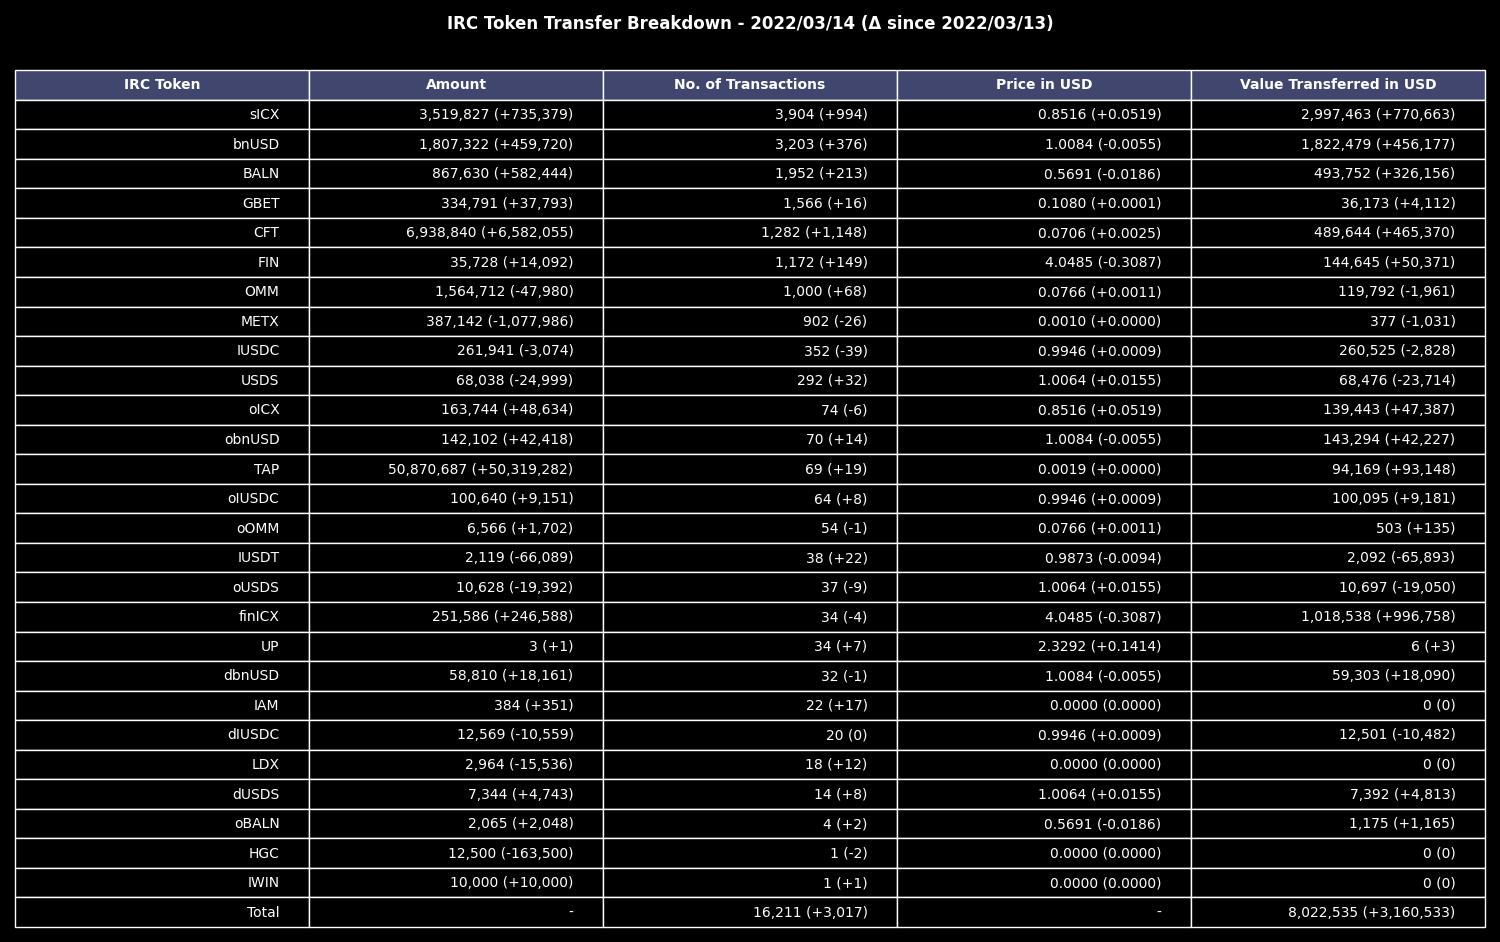 IRC Token Transfer Breakdown - 2022/03/14 (Δ since 2022/03/13)
IRC Token Amount No. of Transactions Price in USD Value Transferred in USD
sICX 3,519,827 (+735,379) 3,904 (+994) 0.8516 (+0.0519) 2,997,463 (+770,663)
bnUSD 1,807,322 (+459,720) 3,203 (+376) 1.0084 (-0.0055) 1,822,479 (+456,177)
BALN 867,630 (+582,444) 1,952 (+213) 0.5691 (-0.0186) 493,752 (+326,156)
GBET 334,791 (+37,793) 1,566 (+16) 0.1080 (+0.0001) 36,173 (+4,112)
CFT 6,938,840 (+6,582,055) 1,282 (+1,148) 0.0706 (+0.0025) 489,644 (+465,370)
FIN 35,728 (+14,092) 1,172 (+149) 4.0485 (-0.3087) 144,645 (+50,371)
OMM 1,564,712 (-47,980) 1,000 (+68) 0.0766 (+0.0011) 119,792 (-1,961)
METX 387,142 (-1,077,986) 902 (-26) 0.0010 (+0.0000) 377 (-1,031)
IUSDC 261,941 (-3,074) 352 (-39) 0.9946 (+0.0009) 260,525 (-2,828)
USDS 68,038 (-24,999) 292 (+32) 1.0064 (+0.0155) 68,476 (-23,714)
oICX 163,744 (+48,634) 74 (-6) 0.8516 (+0.0519) 139,443 (+47,387)
obnUSD 142,102 (+42,418) 70 (+14) 1.0084 (-0.0055) 143,294 (+42,227)
TAP 50,870,687 (+50,319,282) 69 (+19) 0.0019 (+0.0000) 94,169 (+93,148)
oIUSDC 100,640 (+9,151) 64 (+8) 0.9946 (+0.0009) 100,095 (+9,181)
oOMM 6,566 (+1,702) 54 (-1) 0.0766 (+0.0011) 503 (+135)
IUSDT 2,119 (-66,089) 38 (+22) 0.9873 (-0.0094) 2,092 (-65,893)
oUSDS 10,628 (-19,392) 37 (-9) 1.0064 (+0.0155) 10,697 (-19,050)
finICX 251,586 (+246,588) 34 (-4) 4.0485 (-0.3087) 1,018,538 (+996,758)
UP 3 (+1) 34 (+7) 2.3292 (+0.1414) 6 (+3)
dbnUSD 58,810 (+18,161) 32 (-1) 1.0084 (-0.0055) 59,303 (+18,090)
IAM 384 (+351) 22 (+17) 0.0000 (0.0000) 0 (0)
dIUSDC 12,569 (-10,559) 20 (0) 0.9946 (+0.0009) 12,501 (-10,482)
LDX 2,964 (-15,536) 18 (+12) 0.0000 (0.0000) 0 (0)
dUSDS 7,344 (+4,743) 14 (+8) 1.0064 (+0.0155) 7,392 (+4,813)
oBALN 2,065 (+2,048) 4 (+2) 0.5691 (-0.0186) 1,175 (+1,165)
HGC 12,500 (-163,500) 1 (-2) 0.0000 (0.0000) 0 (0)
IWIN 10,000 (+10,000) 1 (+1) 0.0000 (0.0000) 0 (0)
Total - 16,211 (+3,017) - 8,022,535 (+3,160,533)